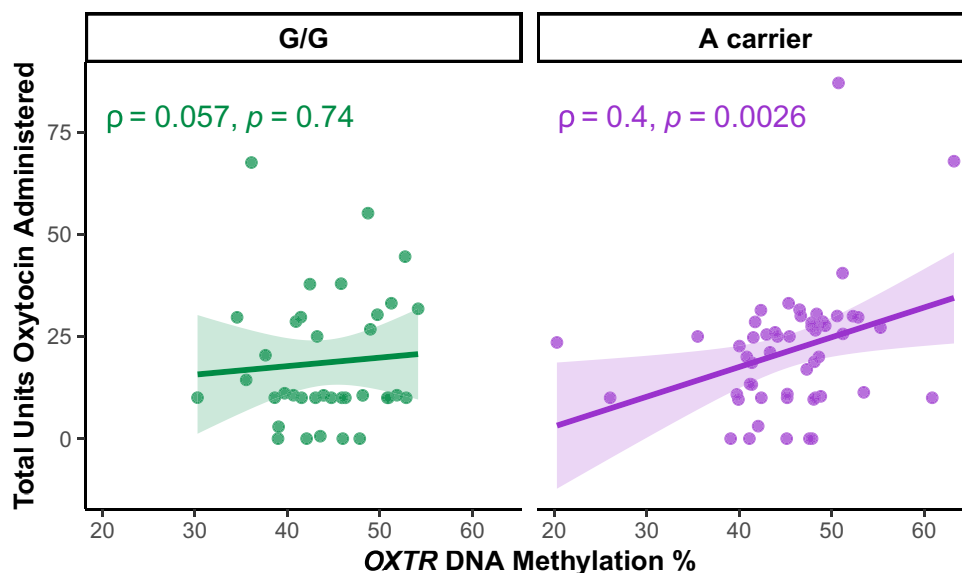 G/G
A carrier
ρ = 0.057, p = 0.74
ρ = 0.4, p = 0.0026
Total Units Oxytocin Administered
75
50
25
0
20 30 40 50 60
20 30 40 50 60
OXTR DNA Methylation %